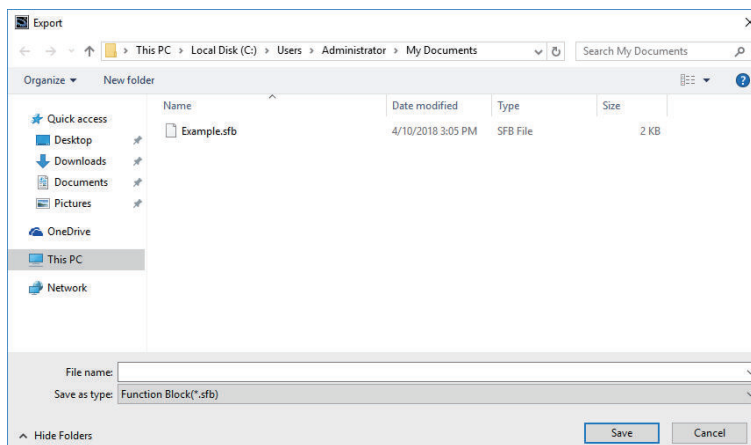 Export
This PC > Local Disk (C:) > Users > Administrator > My Documents
Search My Documents
Organize
New folder
Name
Date modified
Type
Size
Quick access
Desktop
Downloads
Documents
Pictures
OneDrive
This PC
Network
Example.sfb
4/10/2018 3:05 PM
SFB File
2 KB
File name:
Save as type: Function Block(*.sfb)
Hide Folders
Save
Cancel